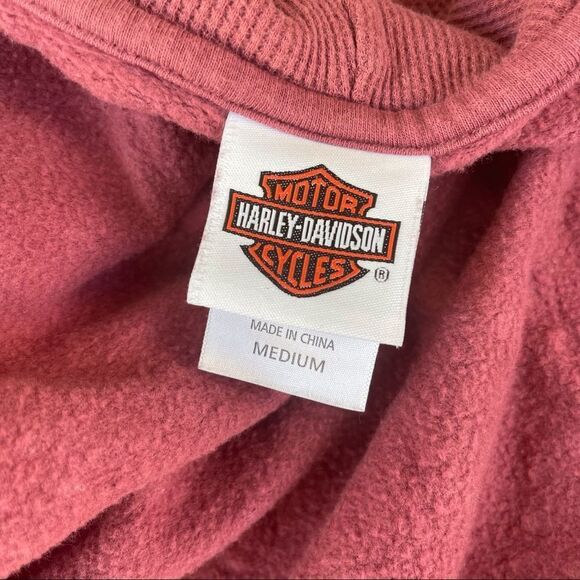 MOTOR
HARLEY-DAVIDSON
CYCLES
®
MADE IN CHINA
MEDIUM